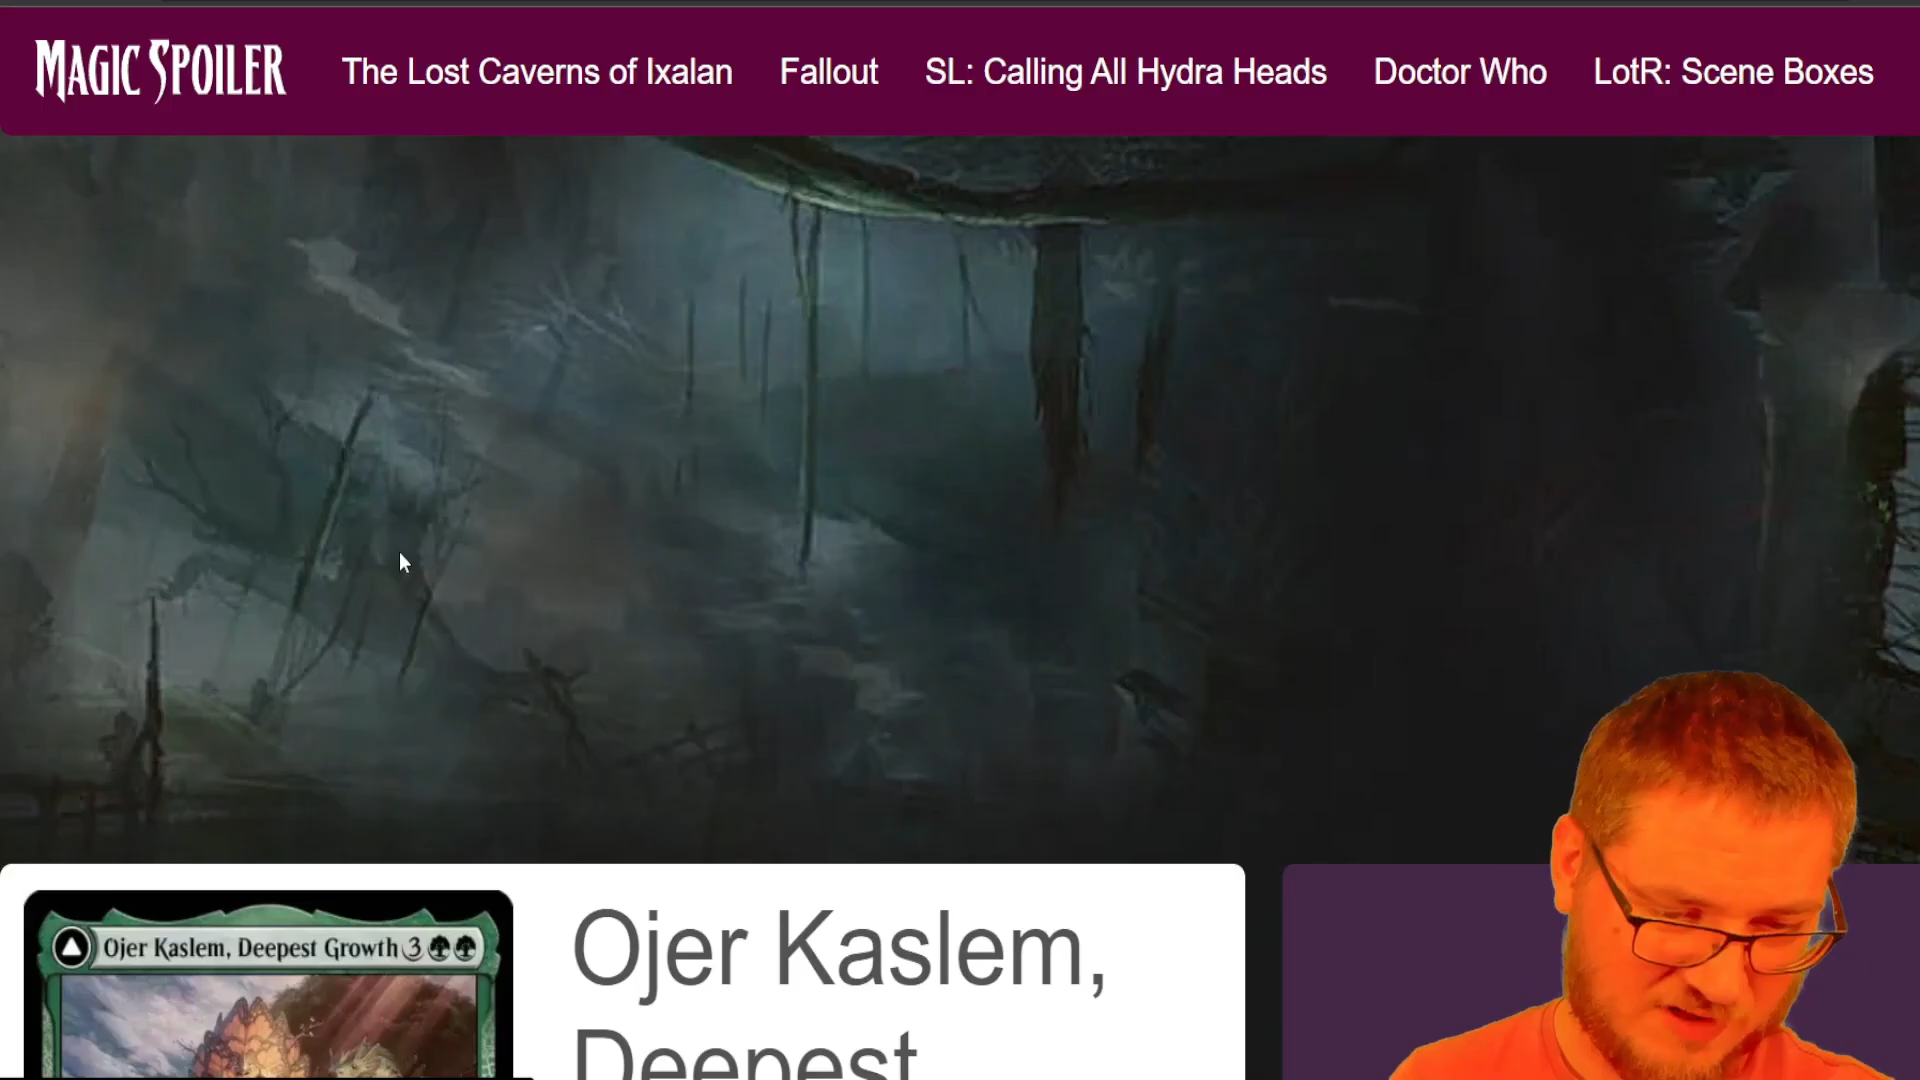 MAGIC SPOILER
The Lost Caverns of Ixalan
Fallout
SL: Calling All Hydra Heads
Doctor Who
LotR: Scene Boxes
Ojer Kaslem, Deepest Growth 3
Ojer Kaslem,
Deepest